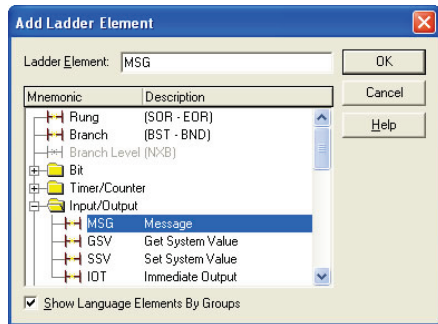 Add Ladder Element
Ladder Element: MSG
OK
Cancel
Help
Mnemonic Description
Rung (SOR - EOR)
Branch (BST - BND)
Branch Level (NXB)
Bit
Timer/Counter
Input/Output
MSG Message
GSV Get System Value
SSV Set System Value
IOT Immediate Output
Show Language Elements By Groups